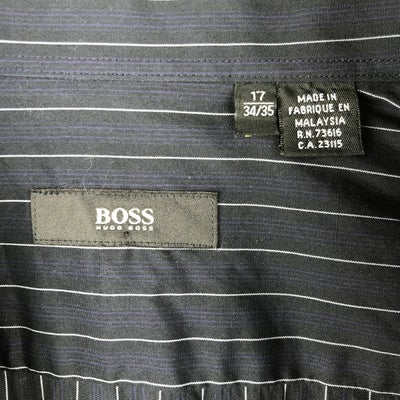 17
34/35
MADE IN
FABRIQUE EN
MALAYSIA
R.N. 73616
C.A. 23115
BOSS
HUGO BOSS